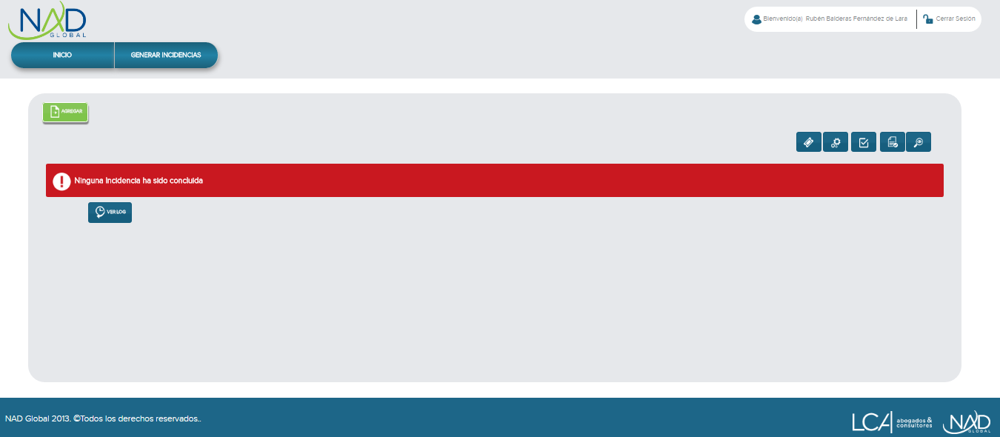 NAD
GLOBAL
Bienvenido(a) Rubén Balderas Fernández de Lara
Cerrar Sesión
INICIO
GENERAR INCIDENCIAS
AGREGAR
Ninguna incidencia ha sido concluida
VER LOG
NAD Global 2013. ©Todos los derechos reservados..
LCA abogados & consultores
NAD
GLOBAL